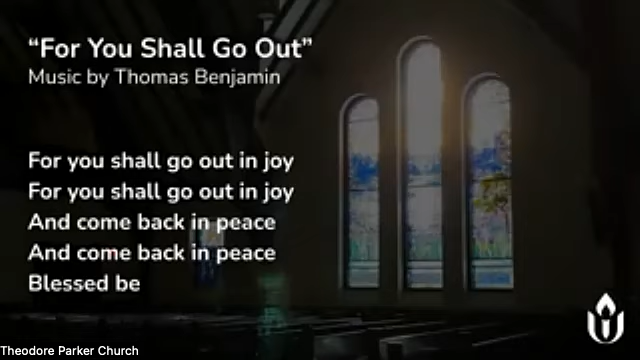 “For You Shall Go Out”
Music by Thomas Benjamin
For you shall go out in joy
For you shall go out in joy
And come back in peace
And come back in peace
Blessed be
Theodore Parker Church